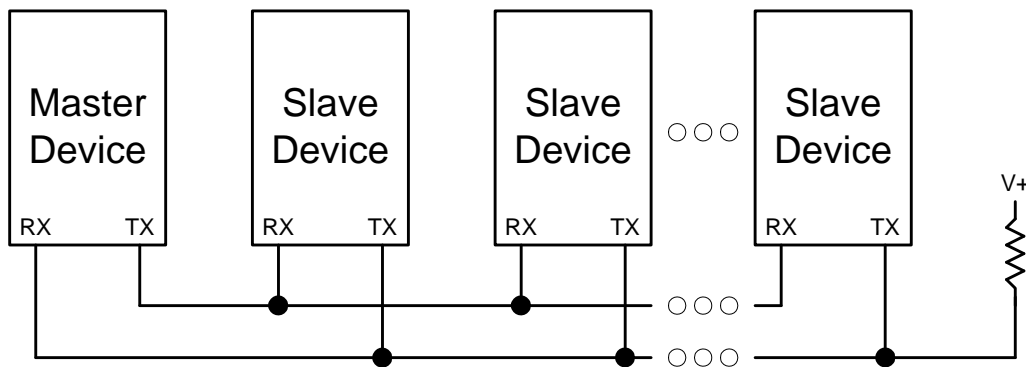 Master
Device
Slave
Device
Slave
Device
Slave
Device
RX TX
RX TX
RX TX
RX TX
V+